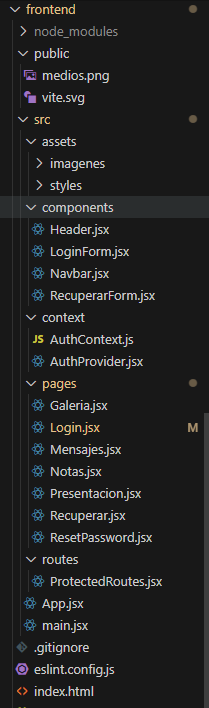 frontend
node_modules
public
medios.png
vite.svg
src
assets
imagenes
styles
components
Header.jsx
LoginForm.jsx
Navbar.jsx
RecuperarForm.jsx
context
JS AuthContext.js
AuthProvider.jsx
pages
Galeria.jsx
Login.jsx M
Mensajes.jsx
Notas.jsx
Presentacion.jsx
Recuperar.jsx
ResetPassword.jsx
routes
ProtectedRoutes.jsx
App.jsx
main.jsx
.gitignore
eslint.config.js
index.html